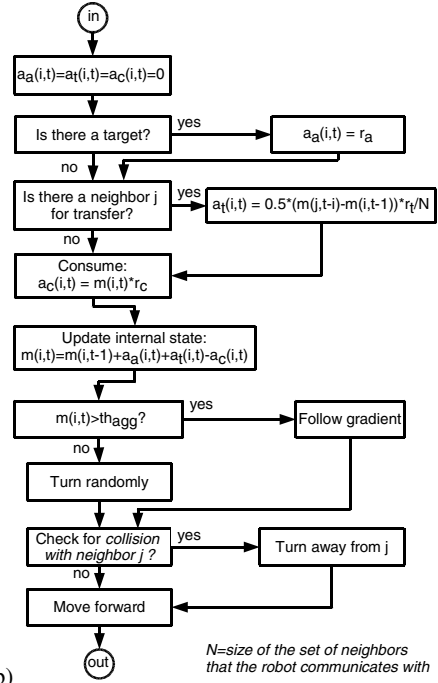 in
aa(i,t)=at(i,t)=ac(i,t)=0
Is there a target?
yes
aa(i,t) = ra
no
Is there a neighbor j
for transfer?
yes
at(i,t) = 0.5*(m(j,t-i)-m(i,t-1))*rt/N
no
Consume:
ac(i,t) = m(i,t)*rc
Update internal state:
m(i,t)=m(i,t-1)+aa(i,t)+at(i,t)-ac(i,t)
m(i,t)>thagg?
yes
Follow gradient
no
Turn randomly
Check for collision
with neighbor j ?
yes
Turn away from j
no
Move forward
out
N=size of the set of neighbors
that the robot communicates with